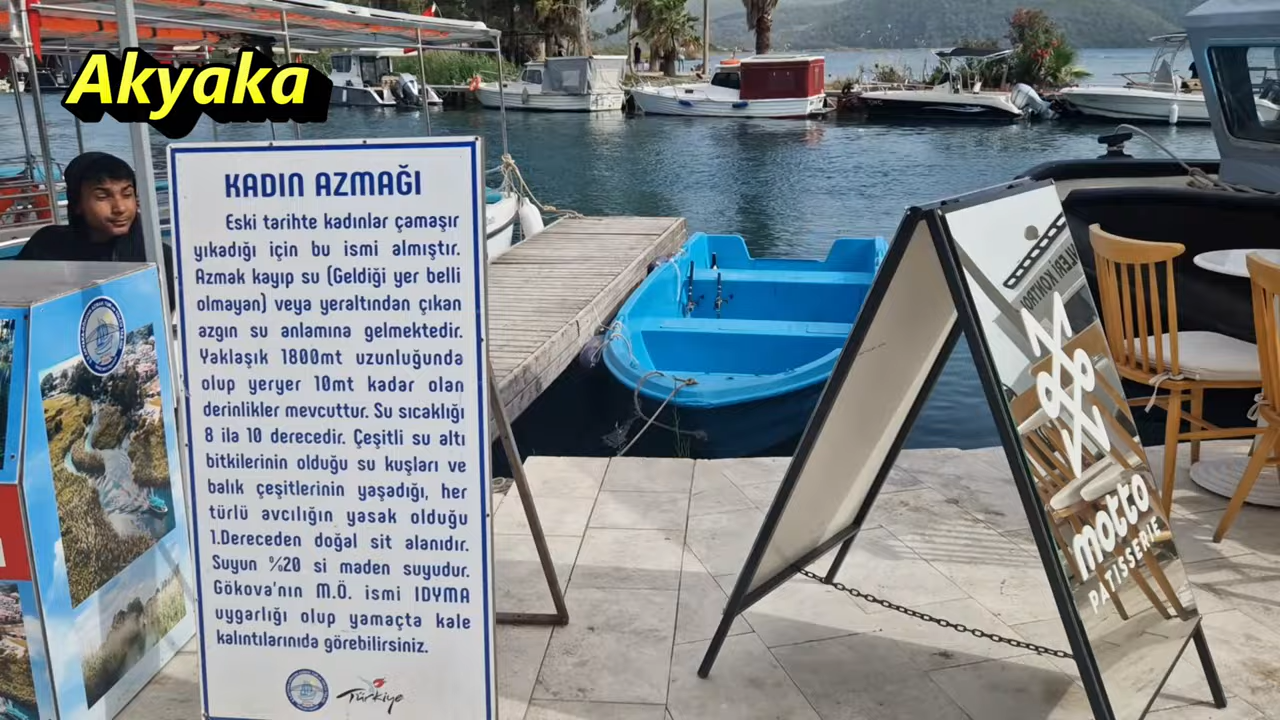 Akyaka
KADIN AZMAĞI
Eski tarihte kadınlar çamaşır
yıkadığı için bu ismi almıştır.
Azmak kayıp su (Geldiği yer belli
olmayan) veya yeraltından çıkan
azgın su anlamına gelmektedir.
Yaklaşık 1800mt uzunluğunda
olup yeryer 10mt kadar olan
derinlikler mevcuttur. Su sıcaklığı
8 ila 10 derecedir. Çeşitli su altı
bitkilerinin olduğu su kuşları ve
balık çeşitlerinin yaşadığı, her
türlü avcılığın yasak olduğu
1.Dereceden doğal sit alanıdır.
Suyun %20 si maden suyudur.
Gökova'nın M.Ö. ismi IDYMA
uygarlığı olup yamaçta kale
kalıntılarınıda görebilirsiniz.
Türkiye
motto
PATISSERIE